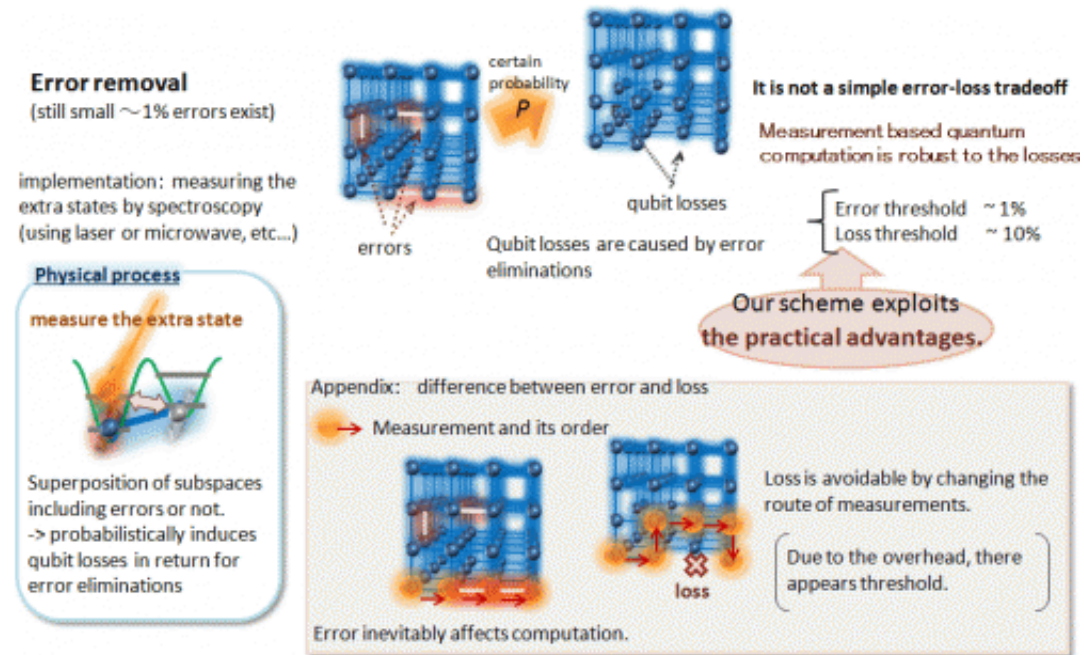 Error removal
(still small ～1% errors exist)
implementation: measuring the
extra states by spectroscopy
(using laser or microwave, etc...)
certain
probability
P
errors
qubit losses
Qubit losses are caused by error
eliminations
It is not a simple error-loss tradeoff
Measurement based quantum
computation is robust to the losses
Error threshold ~ 1%
Loss threshold ~ 10%
Our scheme exploits
the practical advantages.
Physical process
measure the extra state
Superposition of subspaces
including errors or not.
-> probabilistically induces
qubit losses in return for
error eliminations
Appendix: difference between error and loss
Measurement and its order
Error inevitably affects computation.
loss
Loss is avoidable by changing the
route of measurements.
Due to the overhead, there
appears threshold.